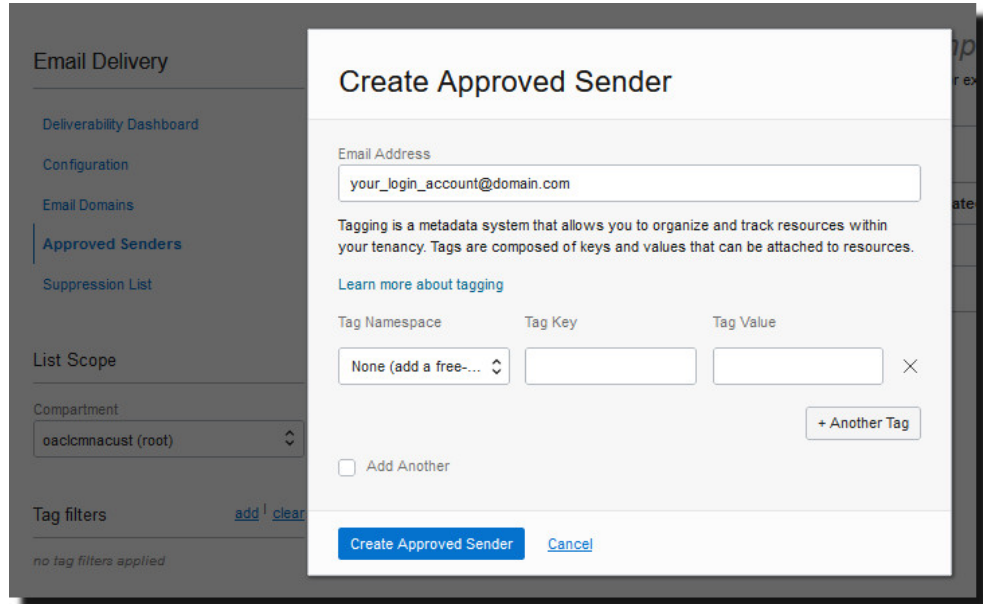 Email Delivery
Deliverability Dashboard
Configuration
Email Domains
Approved Senders
Suppression List
List Scope
Compartment
oaclcmnacust (root)
Tag filters add | clear
no tag filters applied
Create Approved Sender
Email Address
your_login_account@domain.com
Tagging is a metadata system that allows you to organize and track resources within
your tenancy. Tags are composed of keys and values that can be attached to resources.
Learn more about tagging
Tag Namespace Tag Key Tag Value
None (add a free-...
+ Another Tag
Add Another
Create Approved Sender Cancel